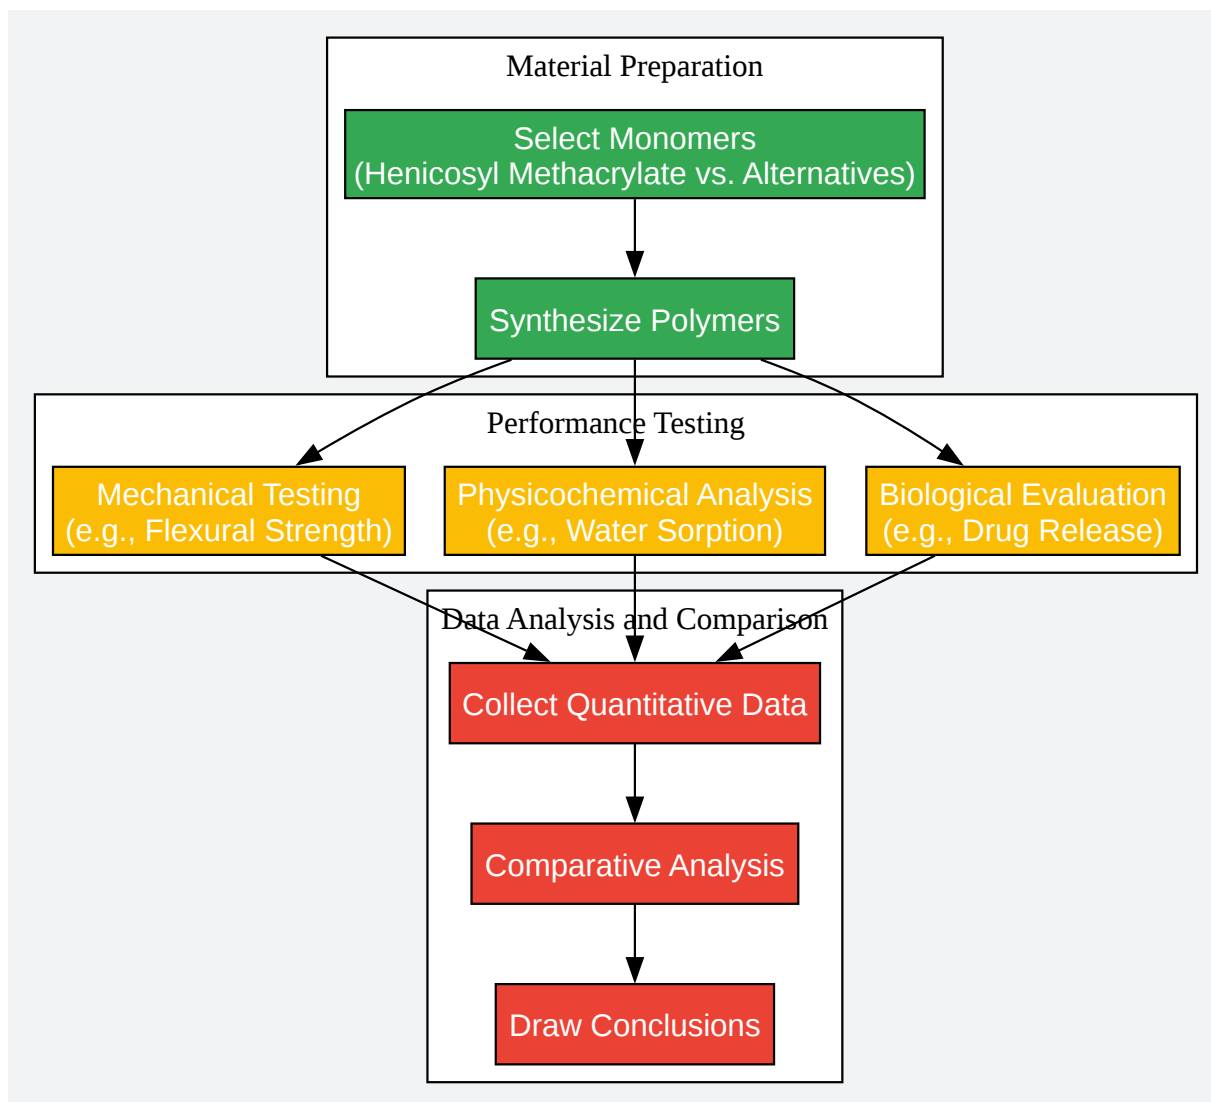 Material Preparation
Select Monomers
(Henicosyl Methacrylate vs. Alternatives)
Synthesize Polymers
Performance Testing
Mechanical Testing
(e.g., Flexural Strength)
Physicochemical Analysis
(e.g., Water Sorption)
Biological Evaluation
(e.g., Drug Release)
Data Analysis and Comparison
Collect Quantitative Data
Comparative Analysis
Draw Conclusions